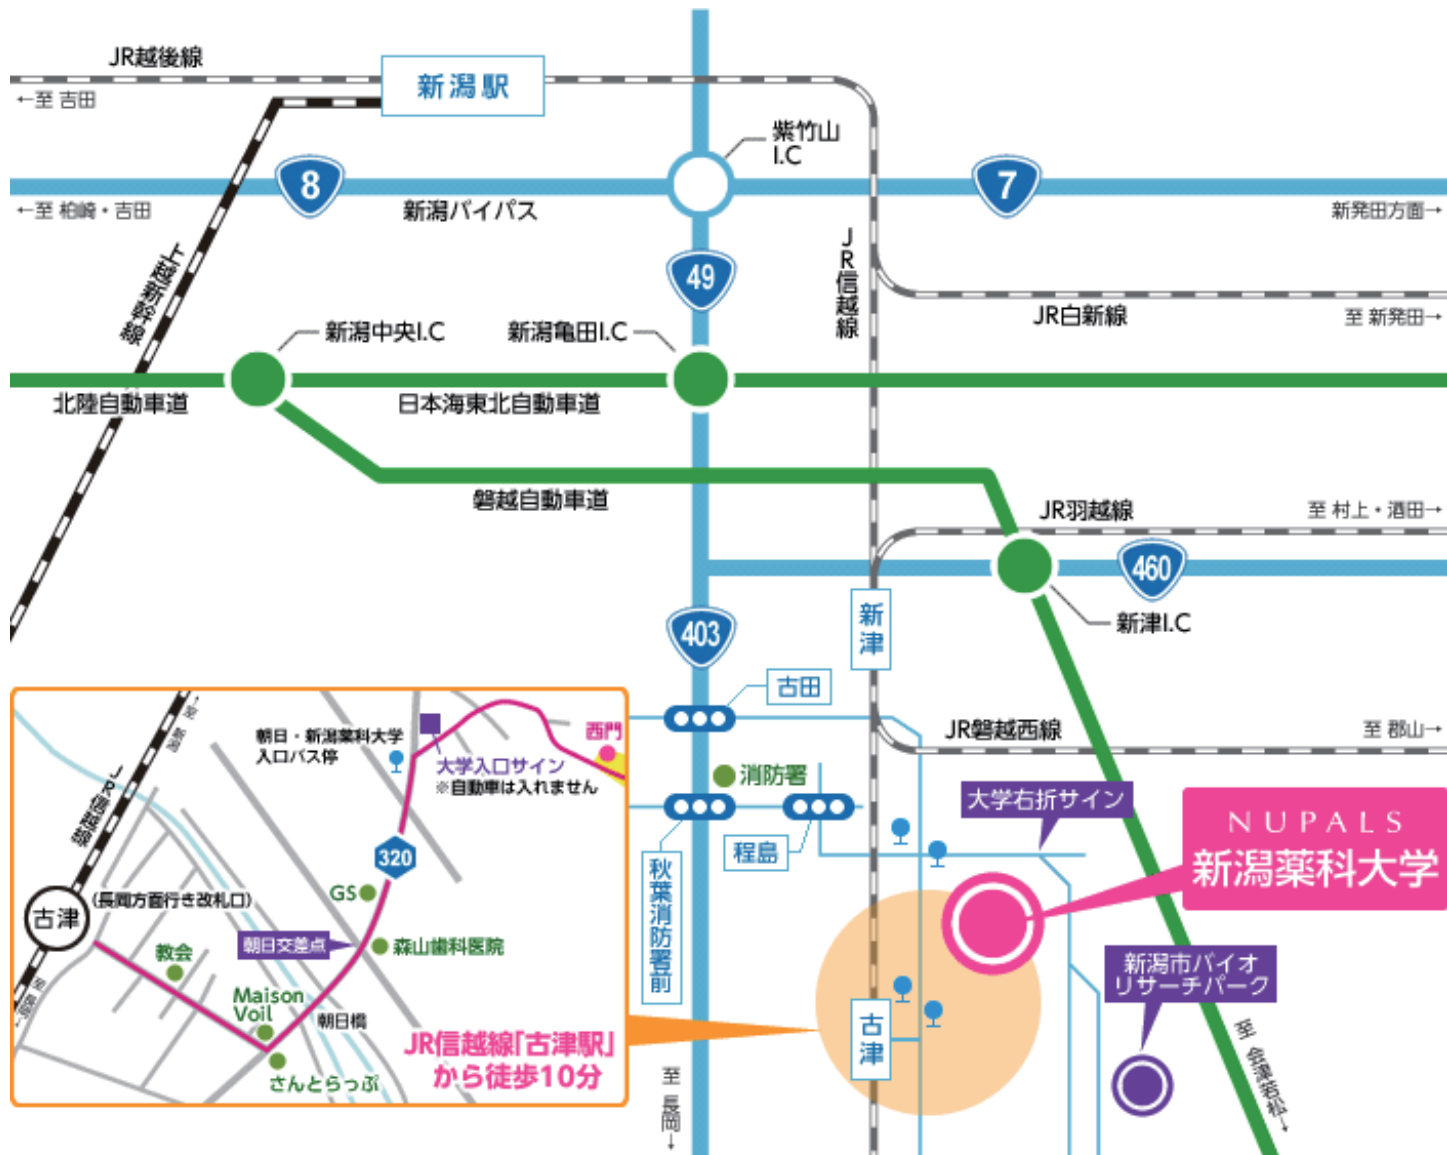 JR越後線
←至 吉田
新潟駅
紫竹山
I.C
8
7
←至 柏崎・吉田
新潟バイパス
新発田方面→
上越新幹線
49
JR信越線
JR白新線
至 新発田→
新潟中央I.C
新潟亀田I.C
北陸自動車道
日本海東北自動車道
磐越自動車道
JR羽越線
至 村上・酒田→
460
新津
新津I.C
403
古田
JR磐越西線
至 郡山→
消防署
程島
秋葉消防署前
大学右折サイン
NUPALS
新潟薬科大学
新潟市バイオ
リサーチパーク
古津
至 長岡→
至 会津若松→
←至 新潟
JR信越線
朝日・新潟薬科大学
入口バス停
大学入口サイン
※自動車は入れません
西門
320
GS
(長岡方面行き改札口)
古津
朝日交差点
森山歯科医院
教会
Maison
Voil
朝日橋
さんとらっぷ
至 長岡→
JR信越線「古津駅」
から徒歩10分